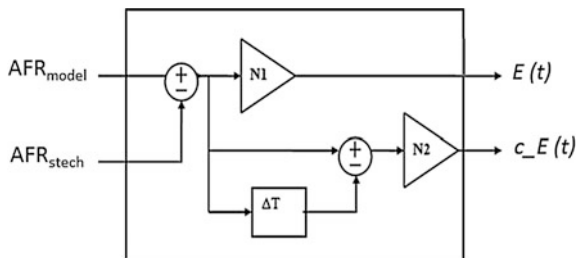 AFRmodel
+
−
N1
E (t)
AFRstech
+
−
N2
c_E (t)
ΔT